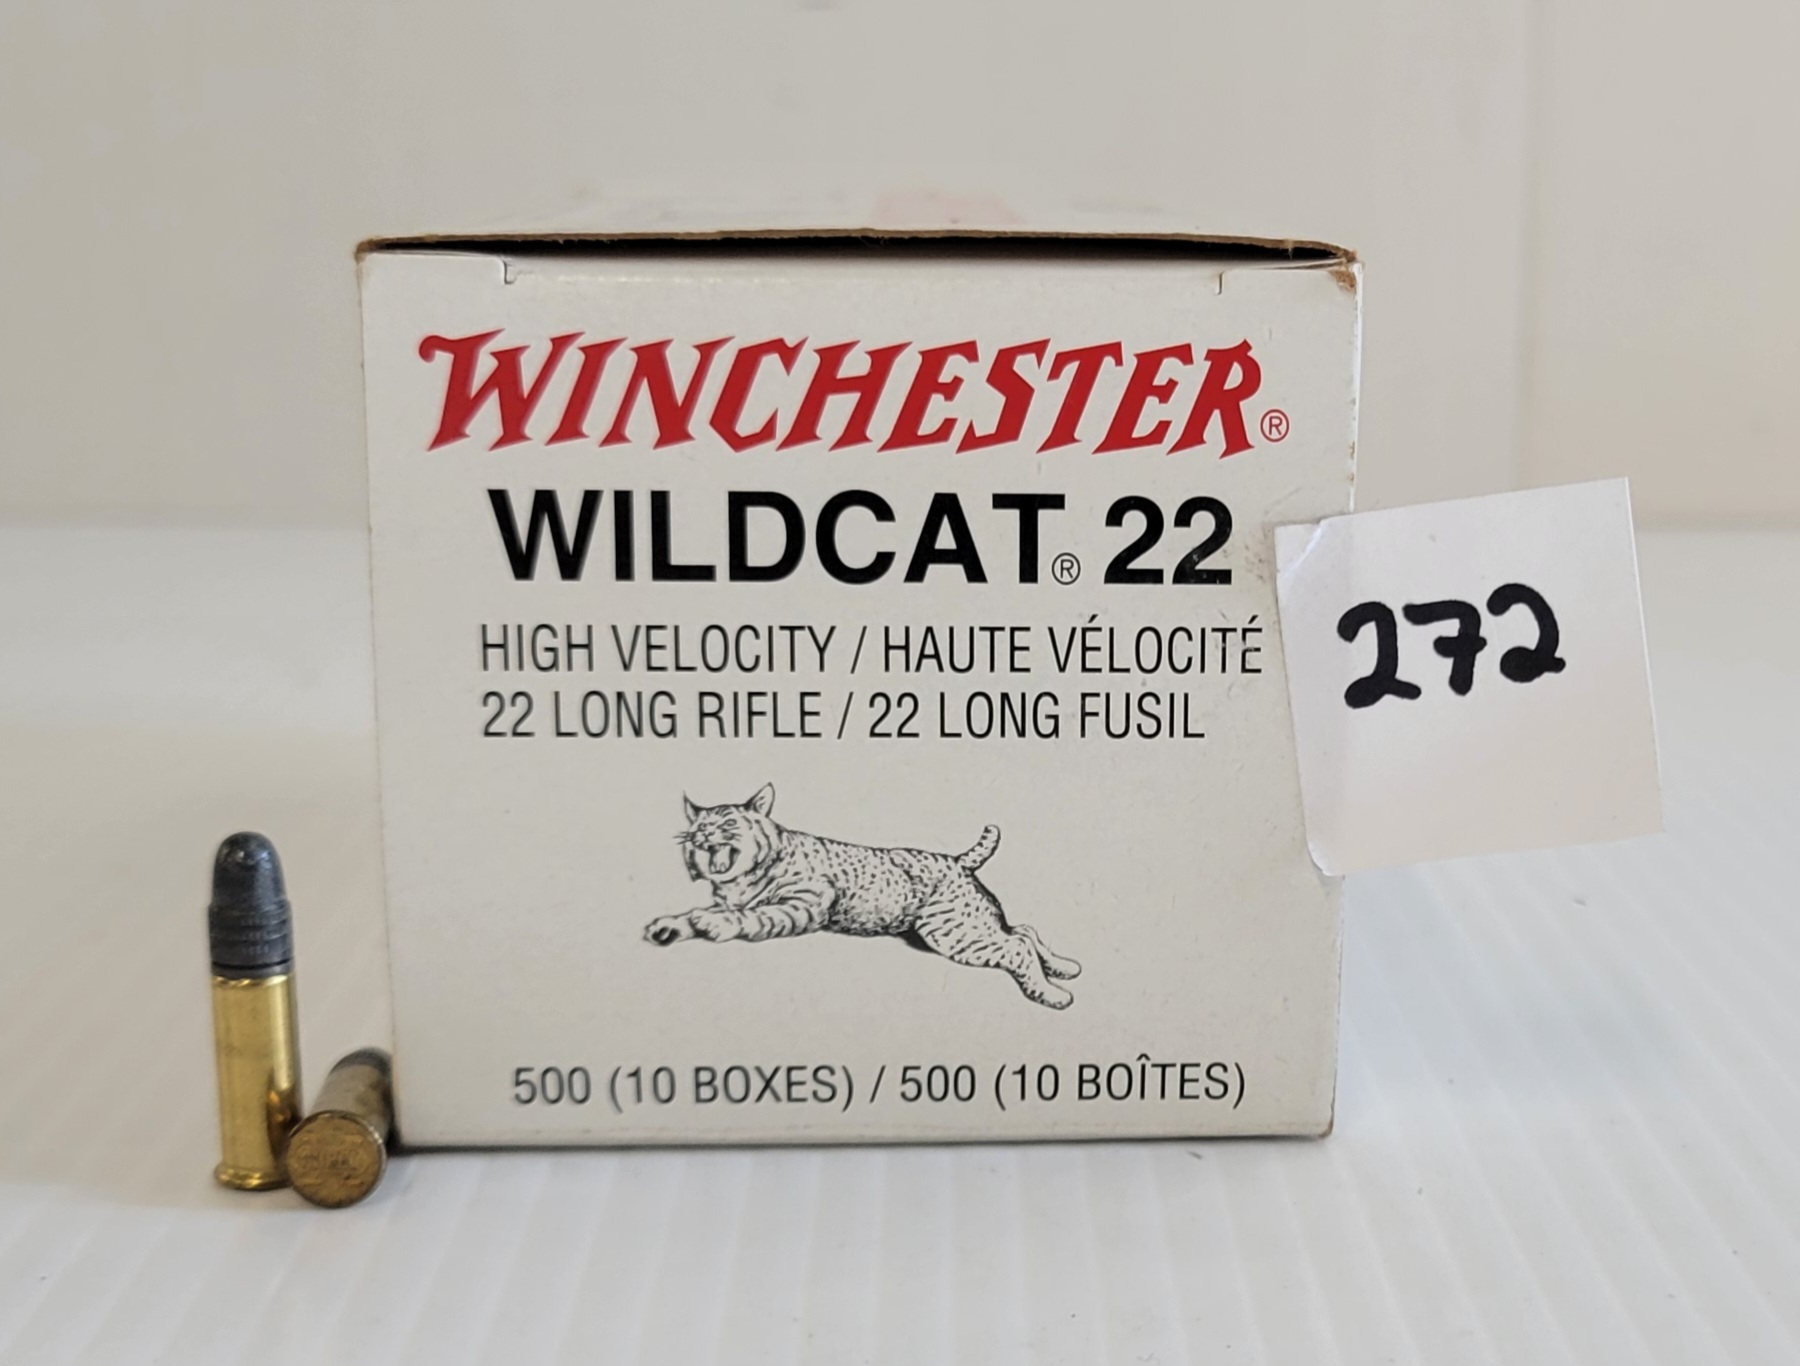 WINCHESTER®
WILDCAT® 22
HIGH VELOCITY / HAUTE VÉLOCITÉ
22 LONG RIFLE / 22 LONG FUSIL
500 (10 BOXES) / 500 (10 BOÎTES)
272